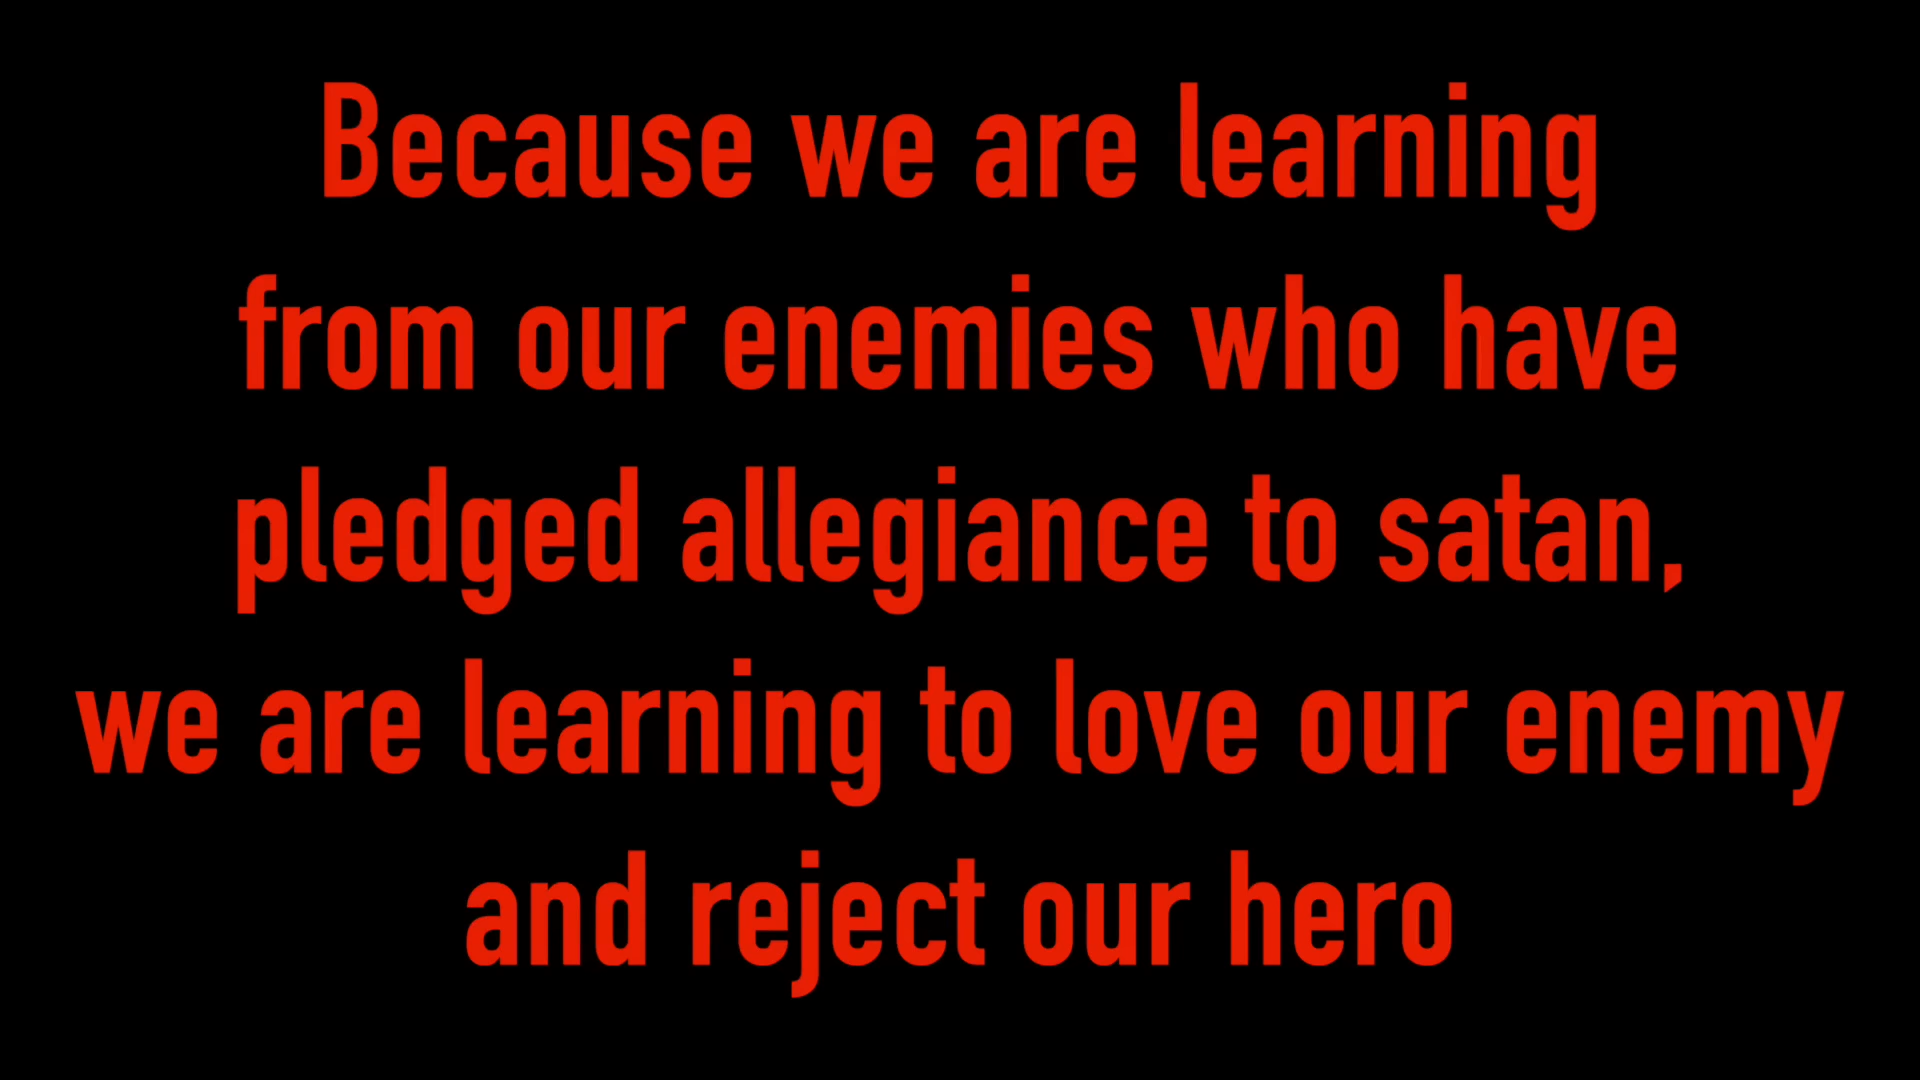 Because we are learning
from our enemies who have
pledged allegiance to satan,
we are learning to love our enemy
and reject our hero